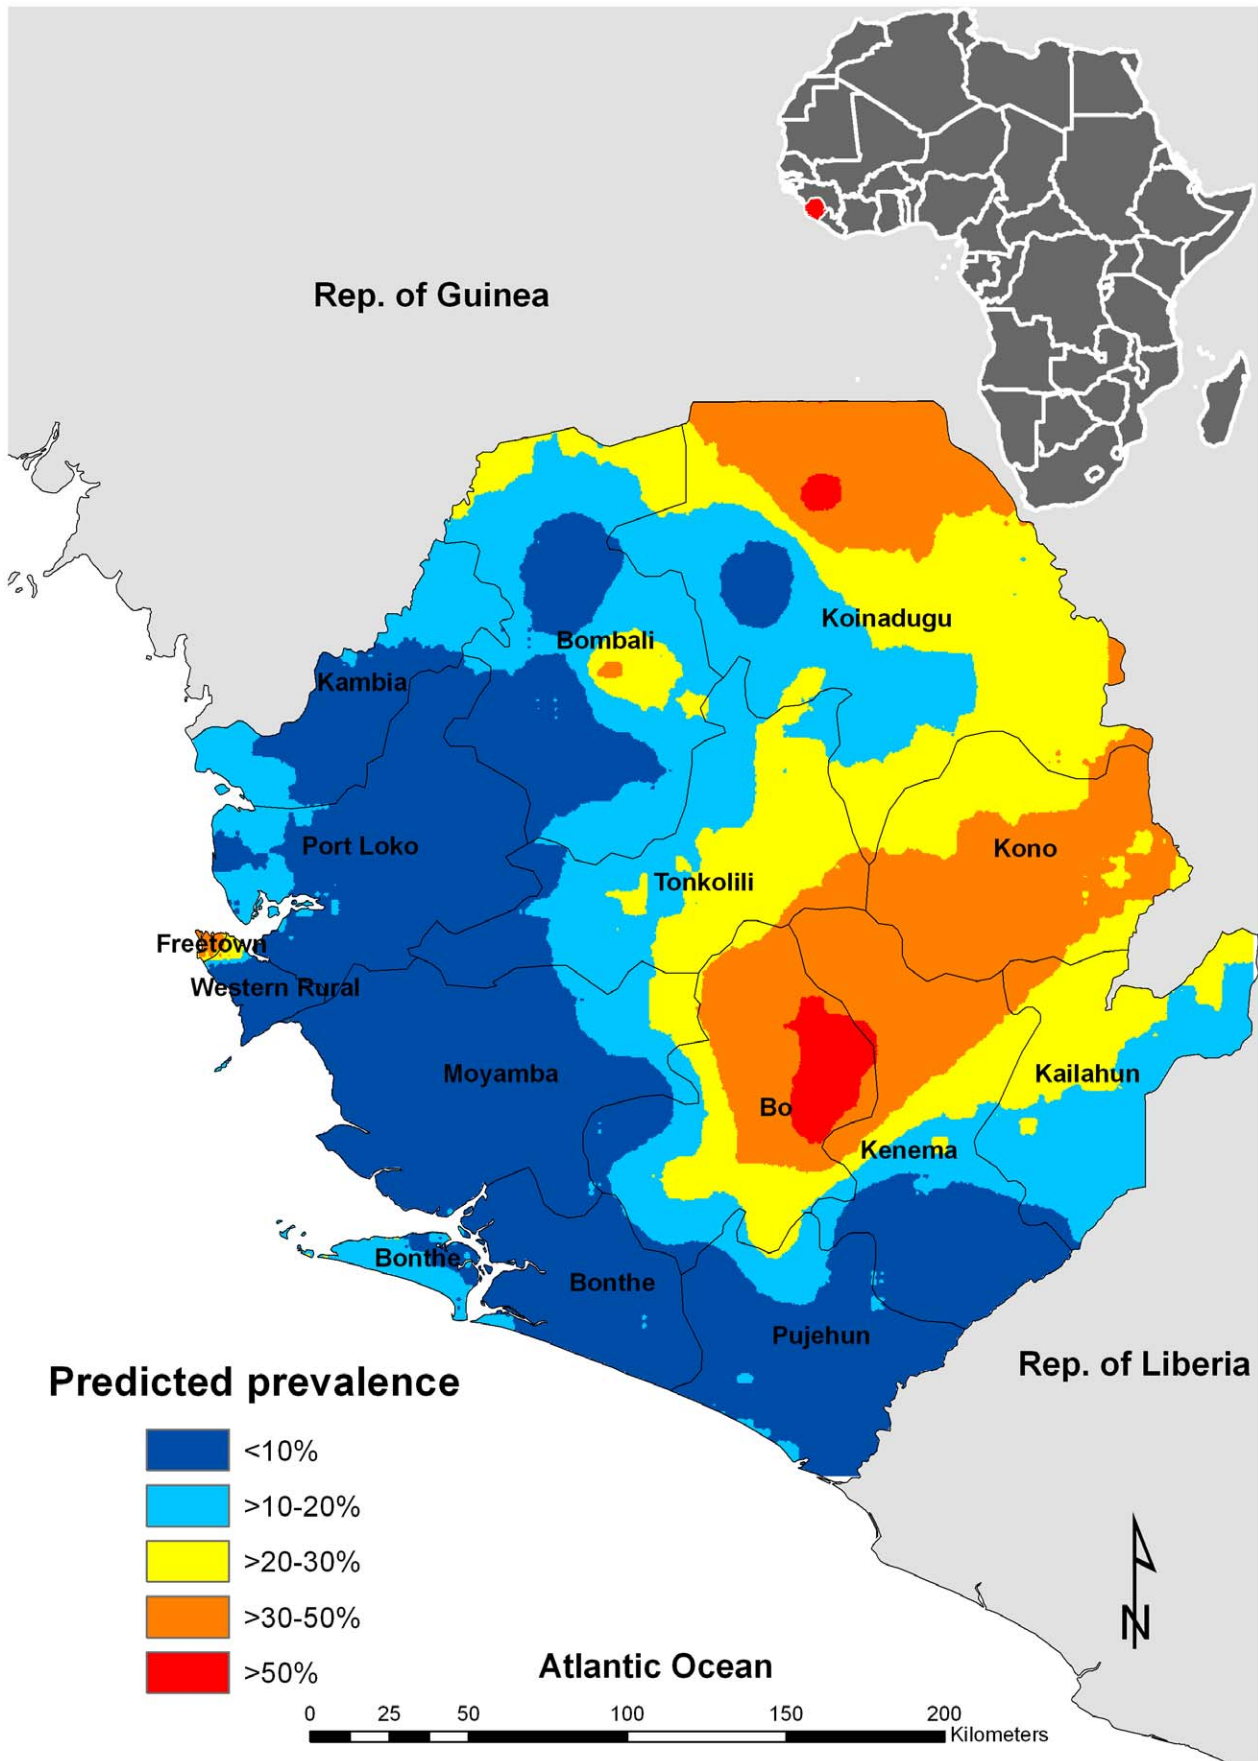 Rep. of Guinea
Koinadugu
Bombali
Kambia
Port Loko
Kono
Tonkolili
Freetown
Western Rural
Moyamba
Kailahun
Bo
Kenema
Bonthe
Bonthe
Pujehun
Rep. of Liberia
Predicted prevalence
<10%
>10-20%
>20-30%
>30-50%
>50%
N
Atlantic Ocean
0 25 50 100 150 200
Kilometers